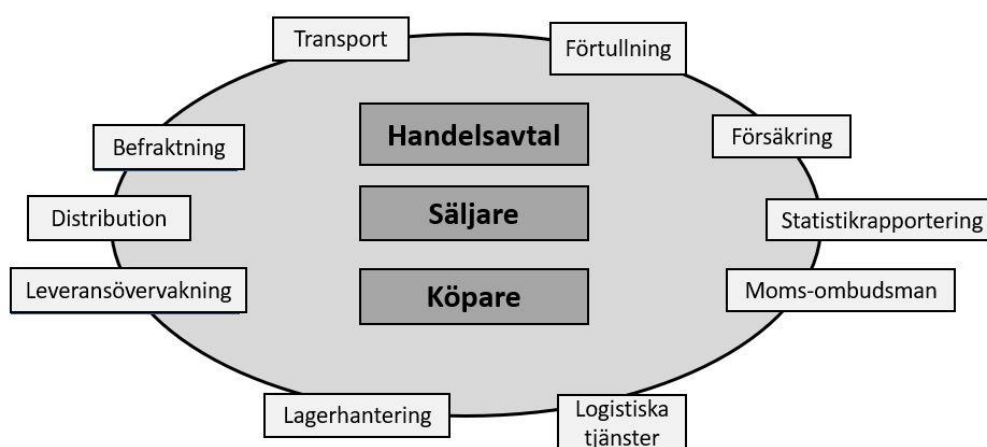 Transport
Förtullning
Handelsavtal
Befraktning
Försäkring
Säljare
Distribution
Statistikrapportering
Köpare
Leveransövervakning
Moms-ombudsman
Lagerhantering
Logistiska
tjänster